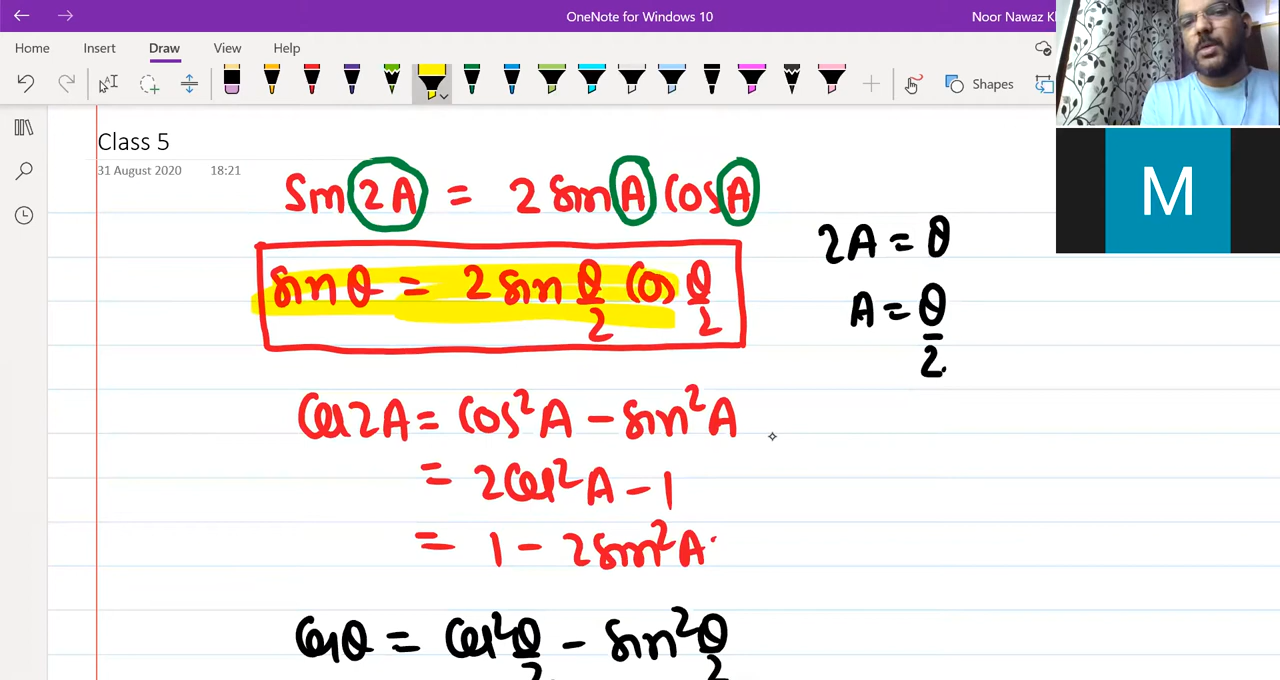 OneNote for Windows 10
Noor Nawaz Kh
Home Insert Draw View Help
Shapes
Class 5
31 August 2020 18:21
Sin 2A = 2 sin A cos A
2A = θ
sin θ = 2 sin θ/2 cos θ/2
A = θ/2
Cos 2A = cos²A − sin²A
= 2cos²A − 1
= 1 − 2sin²A
Cos θ = cos²θ/2 − sin²θ/2
M